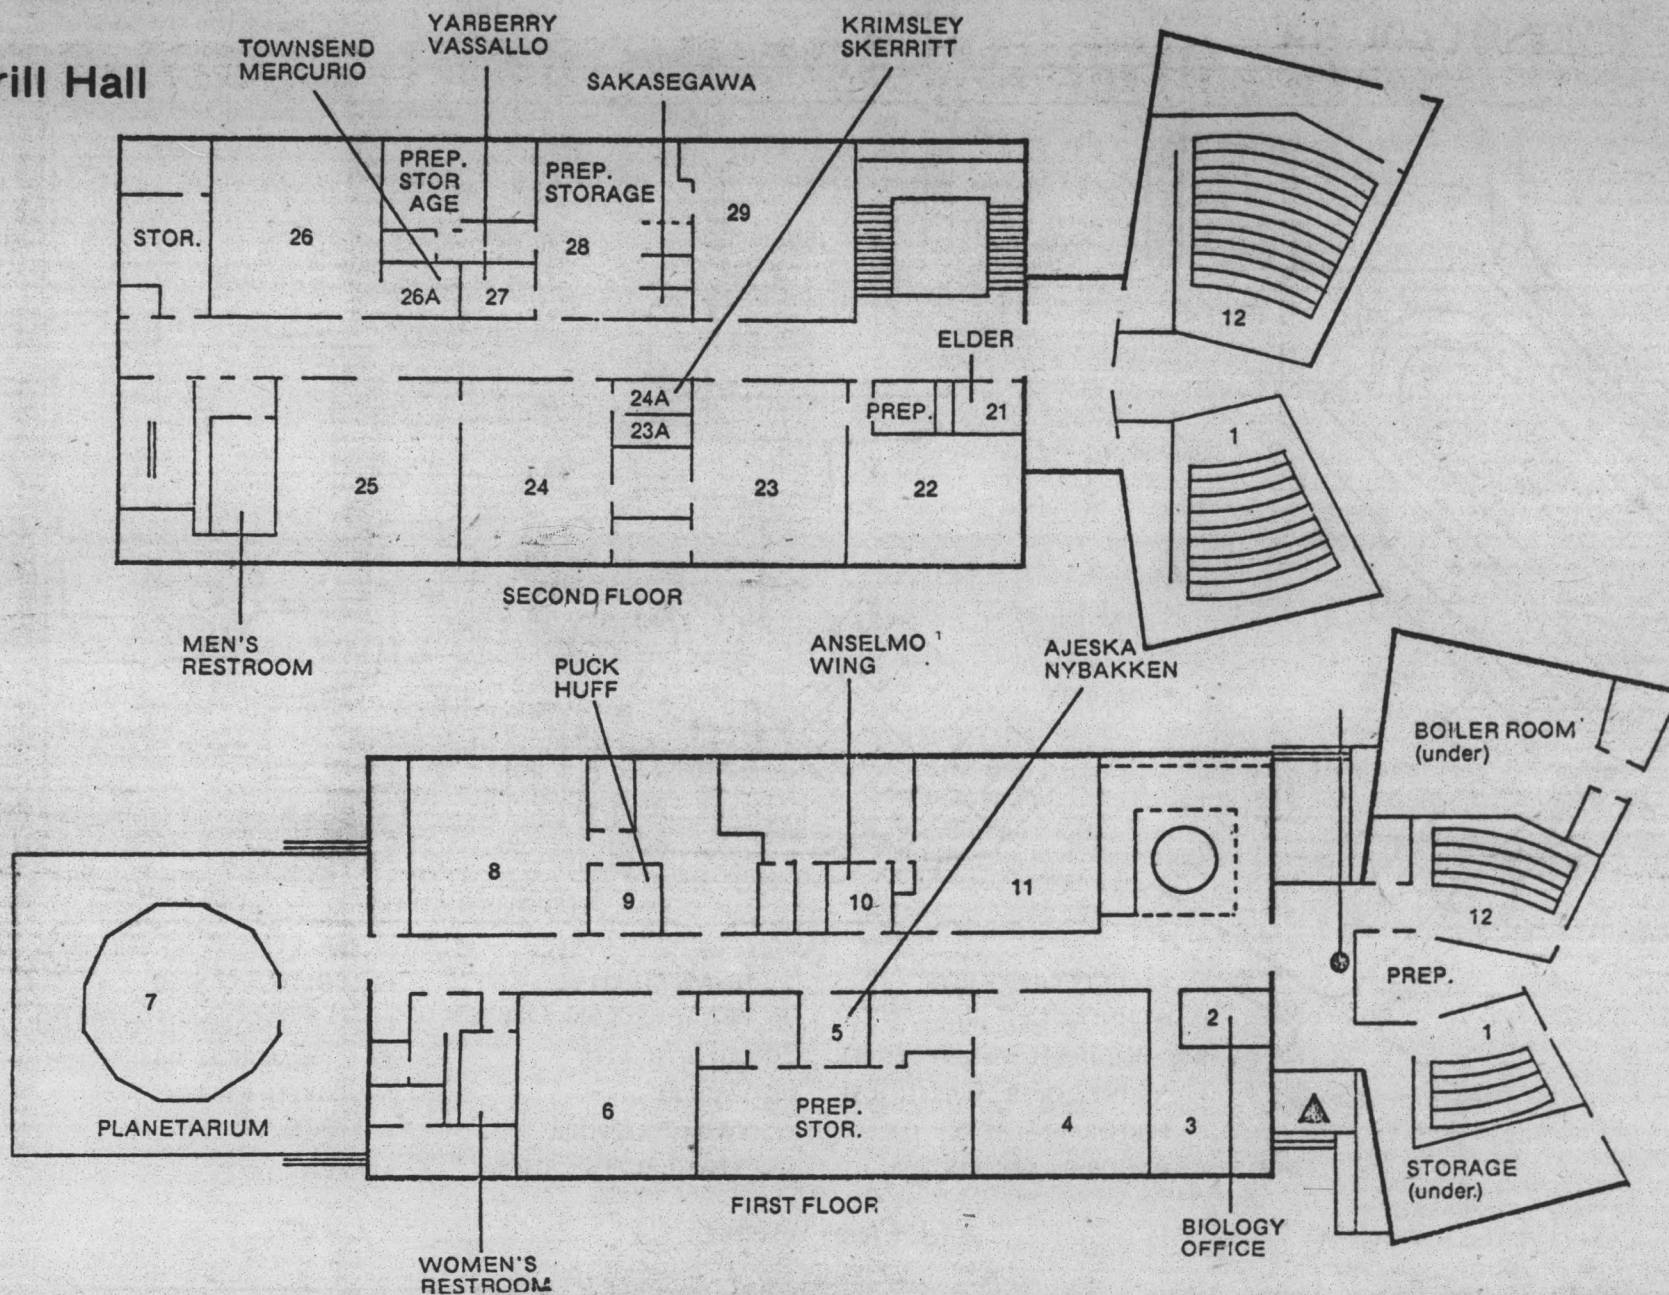 rill Hall
TOWNSEND
MERCURIO
YARBERRY
VASSALLO
SAKASEGAWA
KRIMSLEY
SKERRITT
STOR.
26
PREP.
STOR
AGE
26A
27
PREP.
STORAGE
28
29
12
ELDER
24A
23A
PREP.
21
1
25
24
23
22
SECOND FLOOR
MEN'S
RESTROOM
PUCK
HUFF
ANSELMO
WING
AJESKA
NYBAKKEN
BOILER ROOM
(under)
8
9
10
11
12
7
PREP.
5
2
1
PLANETARIUM
6
PREP.
STOR.
4
3
STORAGE
(under.)
FIRST FLOOR
WOMEN'S
RESTROOM
BIOLOGY
OFFICE